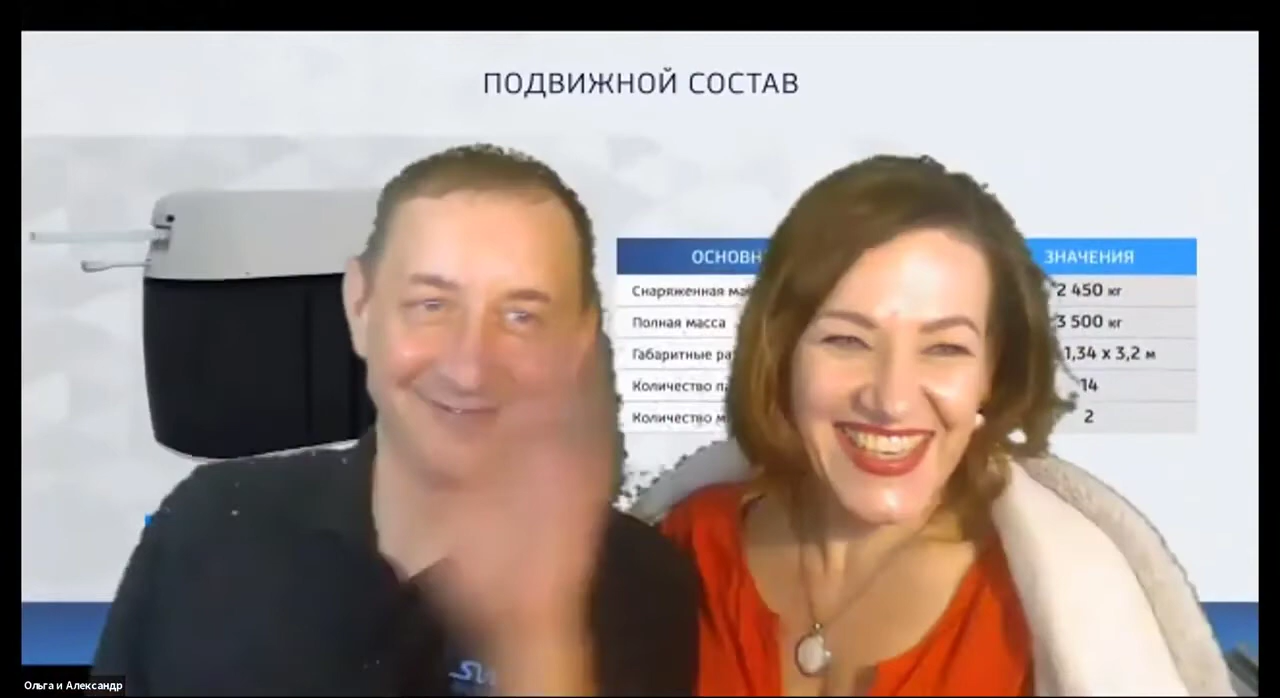 ПОДВИЖНОЙ СОСТАВ
ЗНАЧЕНИЯ
Снаряженная 2 450 кг
Полная масса 3 500 кг
Габаритные 1,34 x 3,2 м
Количество 14
Количество 2
Ольга и Александр